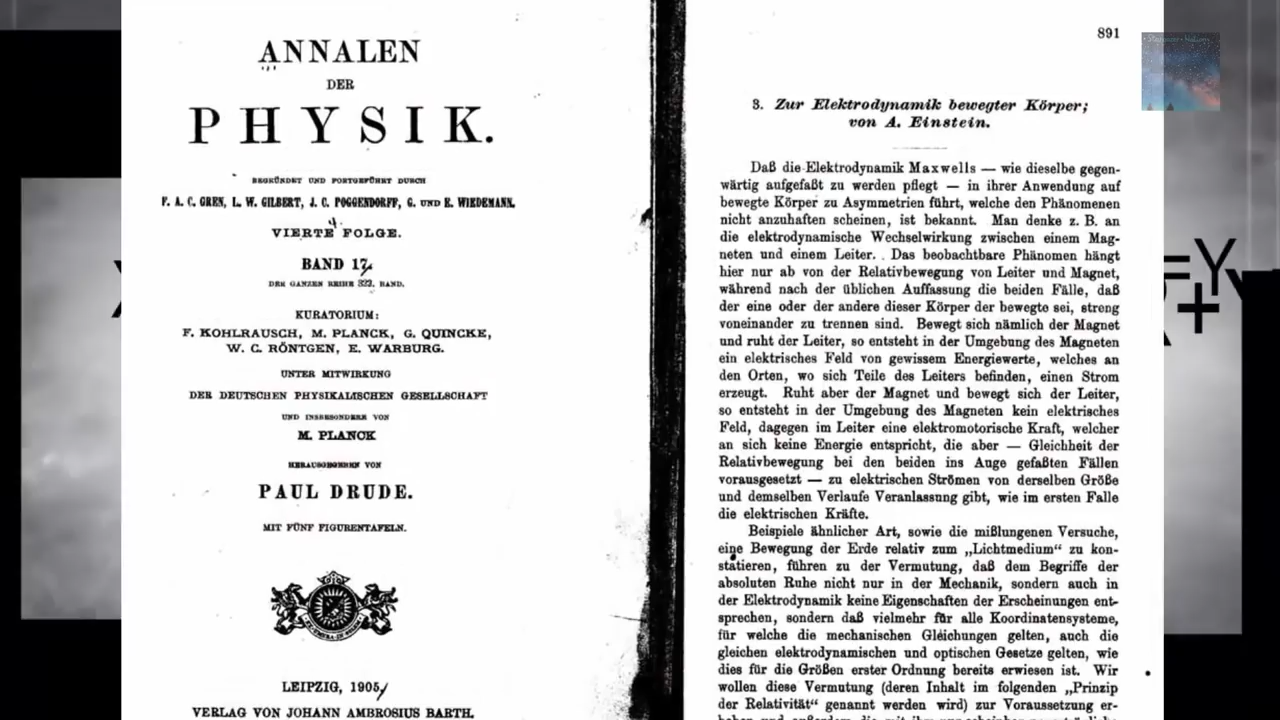 ANNALEN
DER
PHYSIK.
BEGRÜNDET UND FORTGEFÜHRT DURCH
F. A. C. GREN, L. W. GILBERT, J. C. POGGENDORFF, G. UND E. WIEDEMANN.
VIERTE FOLGE.
BAND 17.
DER GANZEN REIHE 322. BAND.
KURATORIUM:
F. KOHLRAUSCH, M. PLANCK, G. QUINCKE,
W. C. RÖNTGEN, E. WARBURG.
UNTER MITWIRKUNG
DER DEUTSCHEN PHYSIKALISCHEN GESELLSCHAFT
UND INSBESONDERE VON
M. PLANCK
HERAUSGEGEBEN VON
PAUL DRUDE.
MIT FÜNF FIGURENTAFELN.
LEIPZIG, 1905
VERLAG VON JOHANN AMBROSIUS BARTH.
891
3. Zur Elektrodynamik bewegter Körper;
von A. Einstein.
Daß die Elektrodynamik Maxwells — wie dieselbe gegen-
wärtig aufgefaßt zu werden pflegt — in ihrer Anwendung auf
bewegte Körper zu Asymmetrien führt, welche den Phänomenen
nicht anzuhaften scheinen, ist bekannt. Man denke z. B. an
die elektrodynamische Wechselwirkung zwischen einem Mag-
neten und einem Leiter. Das beobachtbare Phänomen hängt
hier nur ab von der Relativbewegung von Leiter und Magnet,
während nach der üblichen Auffassung die beiden Fälle, daß
der eine oder der andere dieser Körper der bewegte sei, streng
voneinander zu trennen sind. Bewegt sich nämlich der Magnet
und ruht der Leiter, so entsteht in der Umgebung des Magneten
ein elektrisches Feld von gewissem Energiewerte, welches an
den Orten, wo sich Teile des Leiters befinden, einen Strom
erzeugt. Ruht aber der Magnet und bewegt sich der Leiter,
so entsteht in der Umgebung des Magneten kein elektrisches
Feld, dagegen im Leiter eine elektromotorische Kraft, welcher
an sich keine Energie entspricht, die aber — Gleichheit der
Relativbewegung bei den beiden ins Auge gefaßten Fällen
vorausgesetzt — zu elektrischen Strömen von derselben Größe
und demselben Verlaufe Veranlassung gibt, wie im ersten Falle
die elektrischen Kräfte.
Beispiele ähnlicher Art, sowie die mißlungenen Versuche,
eine Bewegung der Erde relativ zum „Lichtmedium“ zu kon-
statieren, führen zu der Vermutung, daß dem Begriffe der
absoluten Ruhe nicht nur in der Mechanik, sondern auch in
der Elektrodynamik keine Eigenschaften der Erscheinungen ent-
sprechen, sondern daß vielmehr für alle Koordinatensysteme,
für welche die mechanischen Gleichungen gelten, auch die
gleichen elektrodynamischen und optischen Gesetze gelten, wie
dies für die Größen erster Ordnung bereits erwiesen ist. Wir
wollen diese Vermutung (deren Inhalt im folgenden „Prinzip
der Relativität“ genannt werden wird) zur Voraussetzung er-